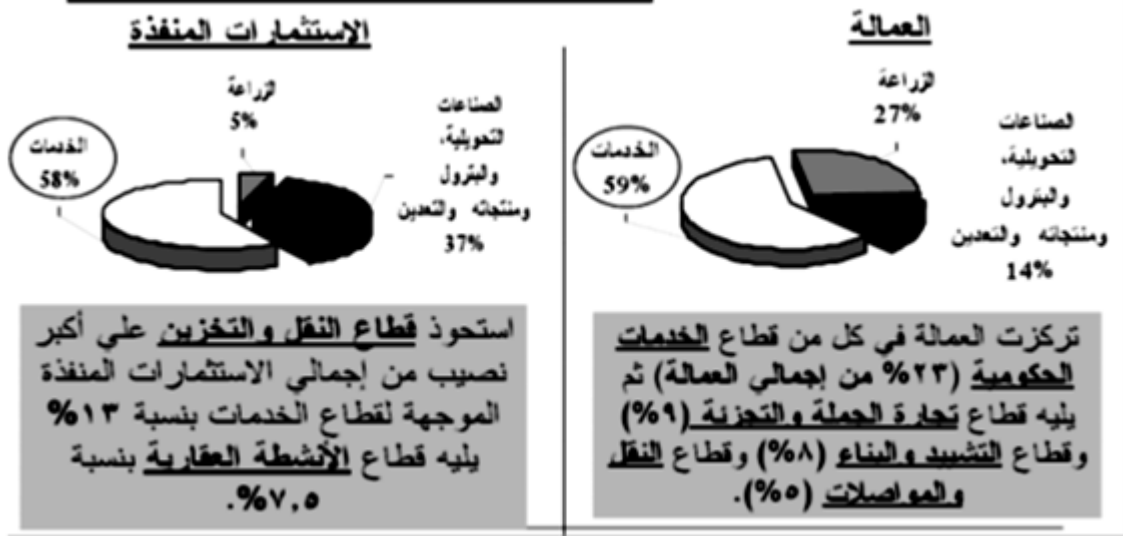 العمالة
الزراعة
27%
الصناعات
التحويلية،
والبترول
ومنتجاته والتعدين
14%
الخدمات
59%
تركزت العمالة في كل من قطاع الخدمات
الحكومية (٢٣% من إجمالي العمالة) ثم
يليه قطاع تجارة الجملة والتجزئة (٩%)
وقطاع التشييد والبناء (٨%) وقطاع النقل
والمواصلات (٥%).
الإستثمارات المنفذة
الزراعة
5%
الصناعات
التحويلية،
والبترول
ومنتجاته والتعدين
37%
الخدمات
58%
استحوذ قطاع النقل والتخزين علي أكبر
نصيب من إجمالي الاستثمارات المنفذة
الموجهة لقطاع الخدمات بنسبة ١٣%
يليه قطاع الأنشطة العقارية بنسبة
٧,٥%.